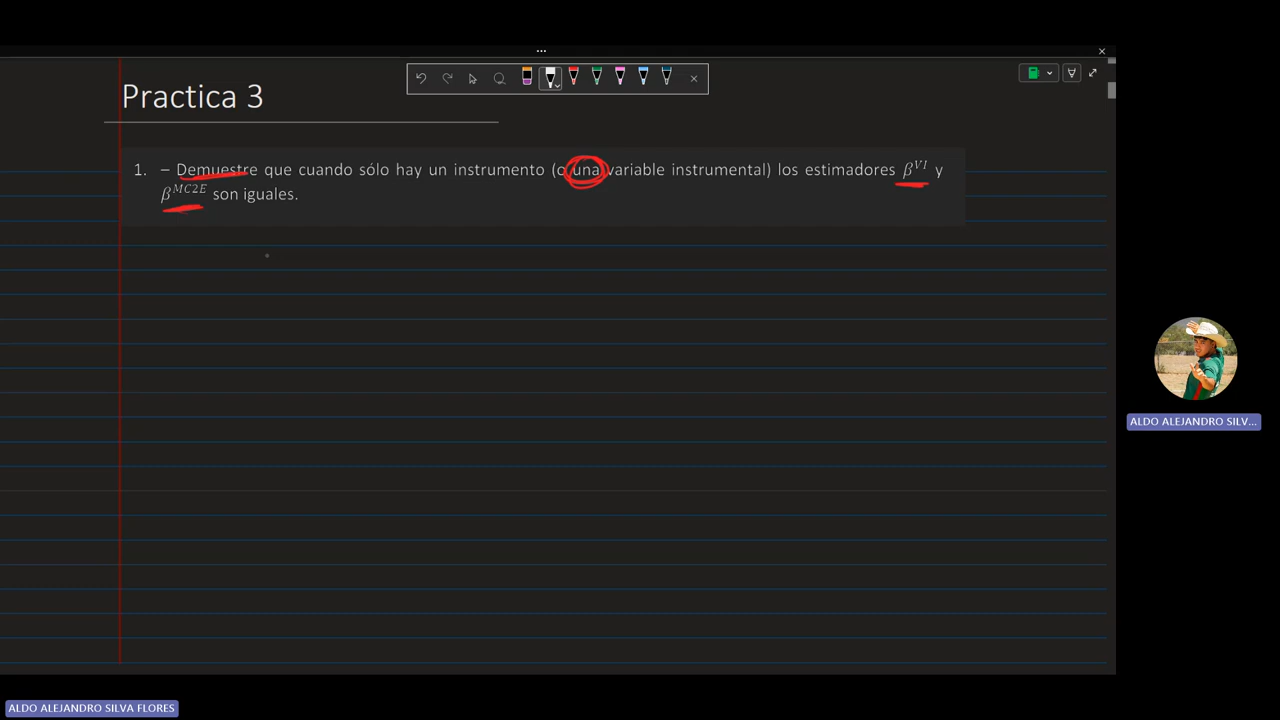 Practica 3
1. – Demuestre que cuando sólo hay un instrumento (o una variable instrumental) los estimadores β^VI y
β^MC2E son iguales.
ALDO ALEJANDRO SILV...
ALDO ALEJANDRO SILVA FLORES